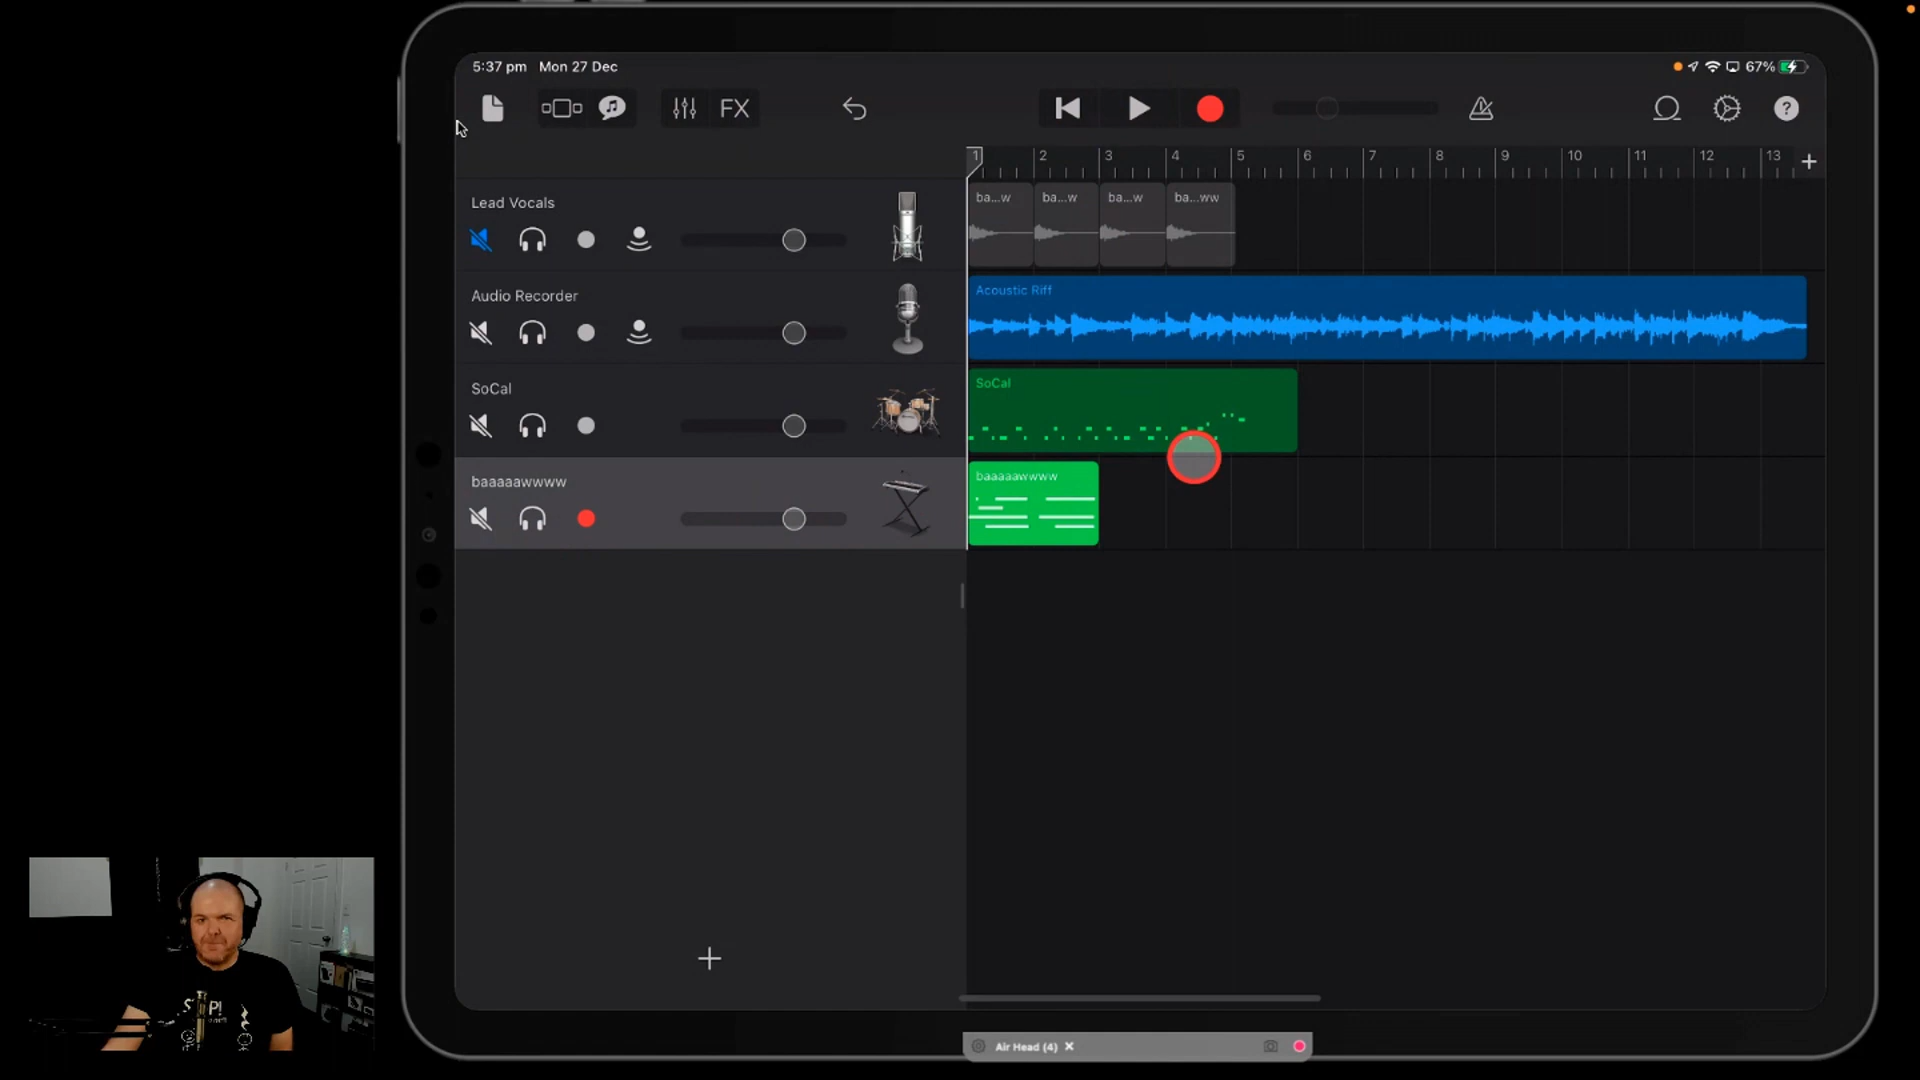 5:37 pm Mon 27 Dec
67%
FX
1 2 3 4 5 6 7 8 9 10 11 12 13
Lead Vocals
ba...w ba...w ba...w ba...ww
Audio Recorder
Acoustic Riff
SoCal
SoCal
baaaaawwww
baaaaawwww
Air Head (4)